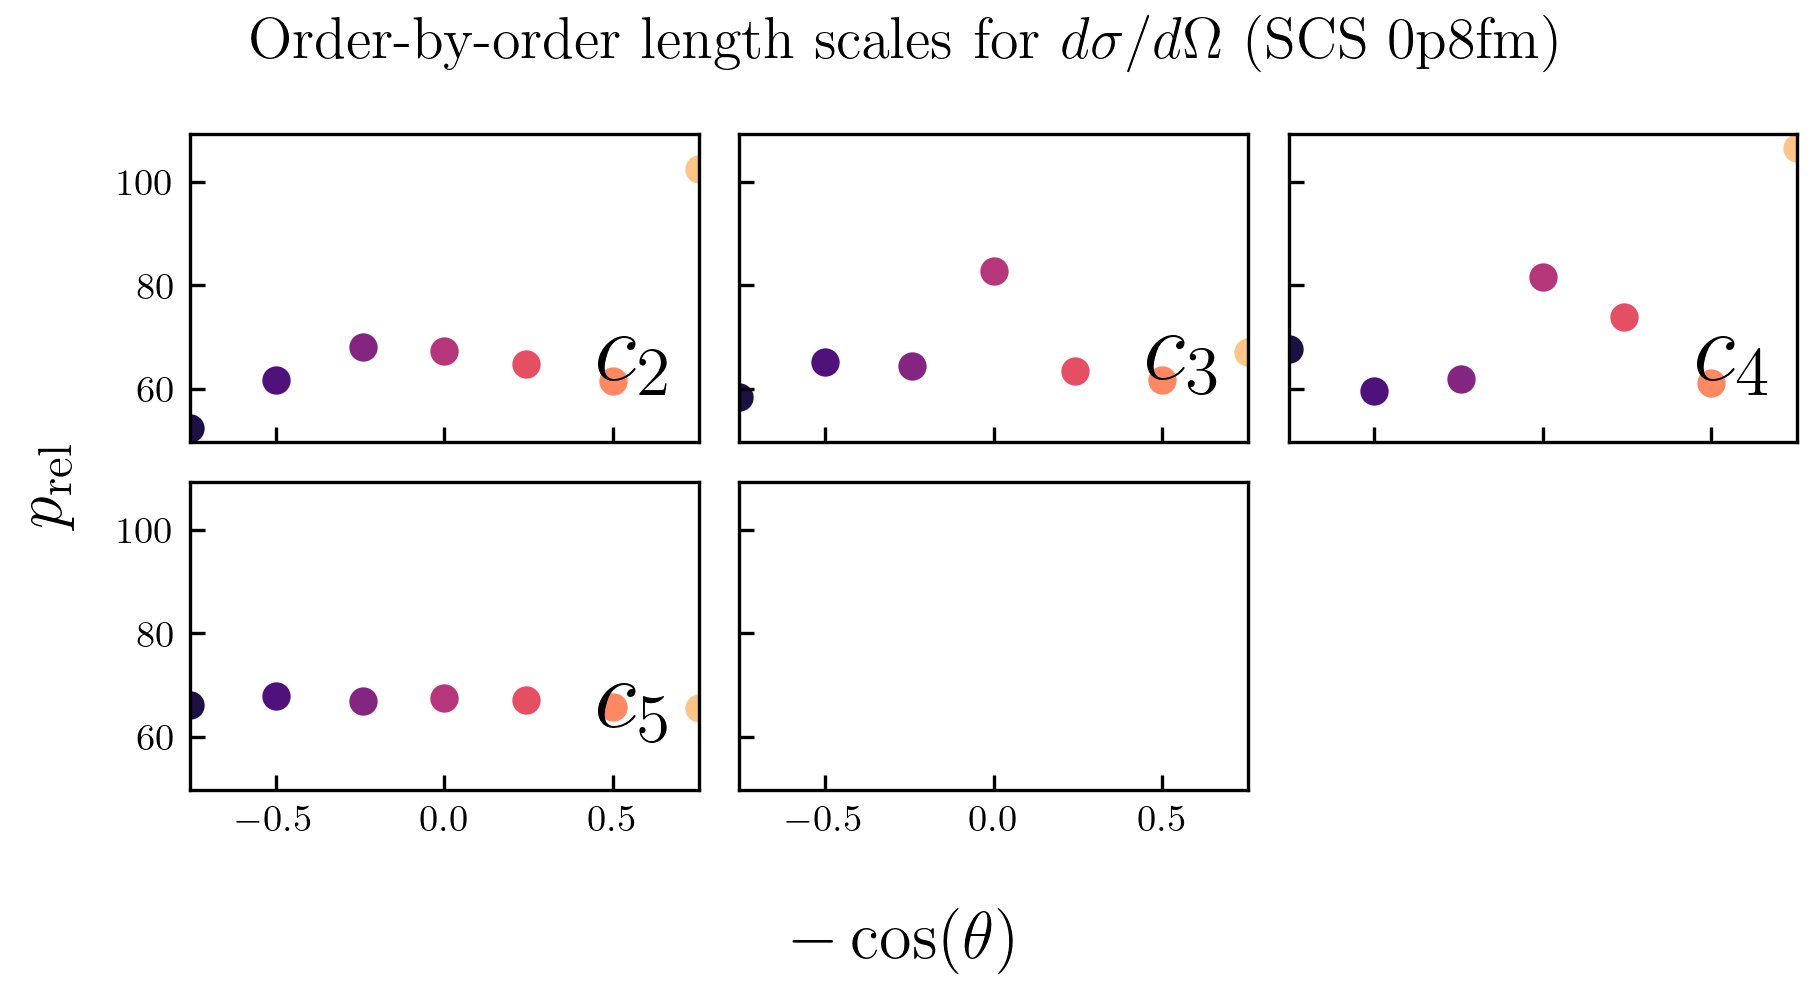 Order-by-order length scales for dσ/dΩ (SCS 0p8fm)
100
80
60
c₂
c₃
c₄
p_rel
100
80
60
c₅
−0.5 0.0 0.5
−0.5 0.0 0.5
− cos(θ)